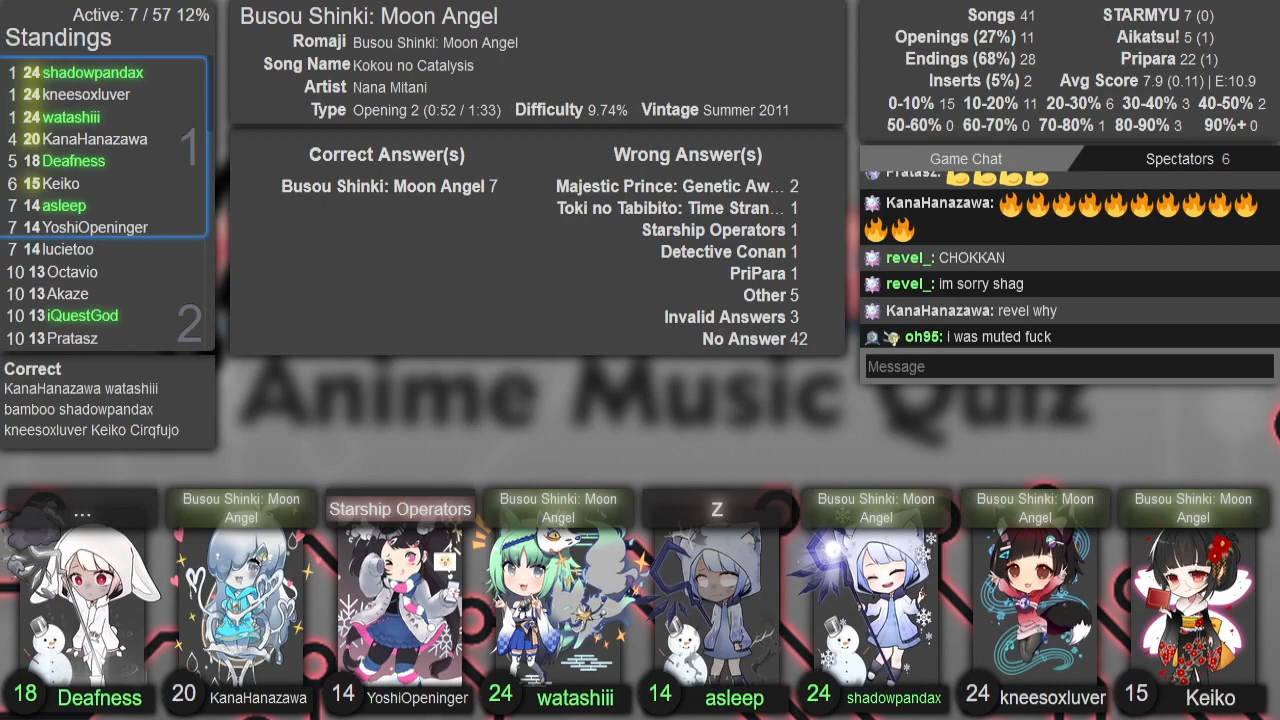 Active: 7 / 57 12%
Standings
1 24 shadowpandax
1 24 kneesoxluver
1 24 watashiii
4 20 KanaHanazawa
5 18 Deafness
6 15 Keiko
7 14 asleep
7 14 YoshiOpeninger
1
7 14 lucietoo
10 13 Octavio
10 13 Akaze
10 13 iQuestGod
10 13 Pratasz
2
Correct
KanaHanazawa watashiii
bamboo shadowpandax
kneesoxluver Keiko Cirqfujo
Busou Shinki: Moon Angel
Romaji Busou Shinki: Moon Angel
Song Name Kokou no Catalysis
Artist Nana Mitani
Type Opening 2 (0:52 / 1:33) Difficulty 9.74% Vintage Summer 2011
Correct Answer(s)
Busou Shinki: Moon Angel 7
Wrong Answer(s)
Majestic Prince: Genetic Aw... 2
Toki no Tabibito: Time Stran... 1
Starship Operators 1
Detective Conan 1
PriPara 1
Other 5
Invalid Answers 3
No Answer 42
Songs 41 STARMYU 7 (0)
Openings (27%) 11 Aikatsu! 5 (1)
Endings (68%) 28 Pripara 22 (1)
Inserts (5%) 2 Avg Score 7.9 (0.11) | E:10.9
0-10% 15 10-20% 11 20-30% 6 30-40% 3 40-50% 2
50-60% 0 60-70% 0 70-80% 1 80-90% 3 90%+ 0
Game Chat Spectators 6
Pratasz: 💪💪💪💪
KanaHanazawa: 🔥🔥🔥🔥🔥🔥🔥🔥🔥🔥
🔥🔥
revel_: CHOKKAN
revel_: im sorry shag
KanaHanazawa: revel why
oh95: i was muted fuck
Message
Anime Music Quiz
...
Busou Shinki: Moon
Angel
Starship Operators
Busou Shinki: Moon
Angel
Z
Busou Shinki: Moon
Angel
Busou Shinki: Moon
Angel
Busou Shinki: Moon
Angel
18 Deafness
20 KanaHanazawa
14 YoshiOpeninger
24 watashiii
14 asleep
24 shadowpandax
24 kneesoxluver
15 Keiko